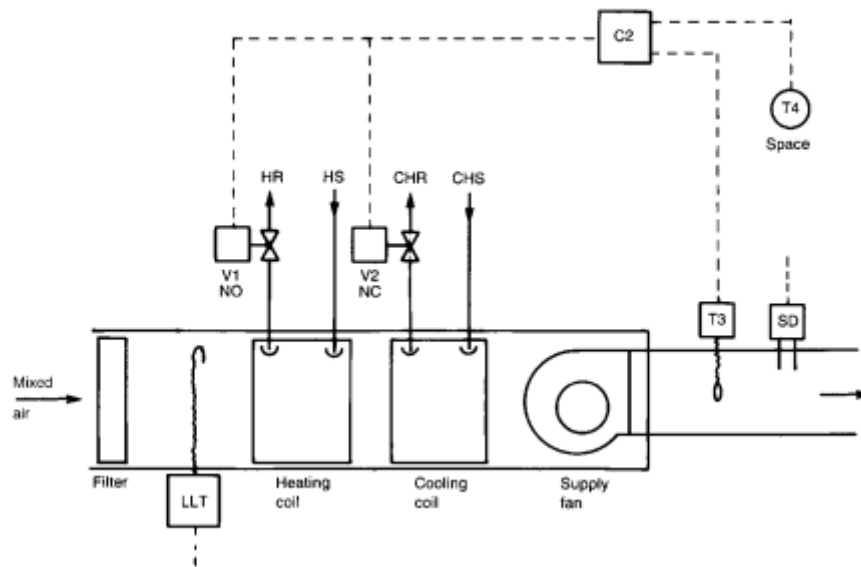 C2
T4
Space
HR
HS
CHR
CHS
V1
NO
V2
NC
T3
SD
Mixed
air
Filter
LLT
Heating
coil
Cooling
coil
Supply
fan